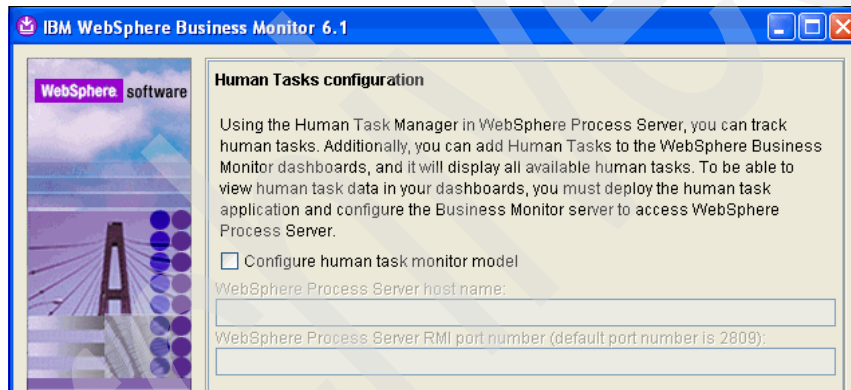 IBM WebSphere Business Monitor 6.1
WebSphere. software
Human Tasks configuration
Using the Human Task Manager in WebSphere Process Server, you can track
human tasks. Additionally, you can add Human Tasks to the WebSphere Business
Monitor dashboards, and it will display all available human tasks. To be able to
view human task data in your dashboards, you must deploy the human task
application and configure the Business Monitor server to access WebSphere
Process Server.
Configure human task monitor model
WebSphere Process Server host name:
WebSphere Process Server RMI port number (default port number is 2809):